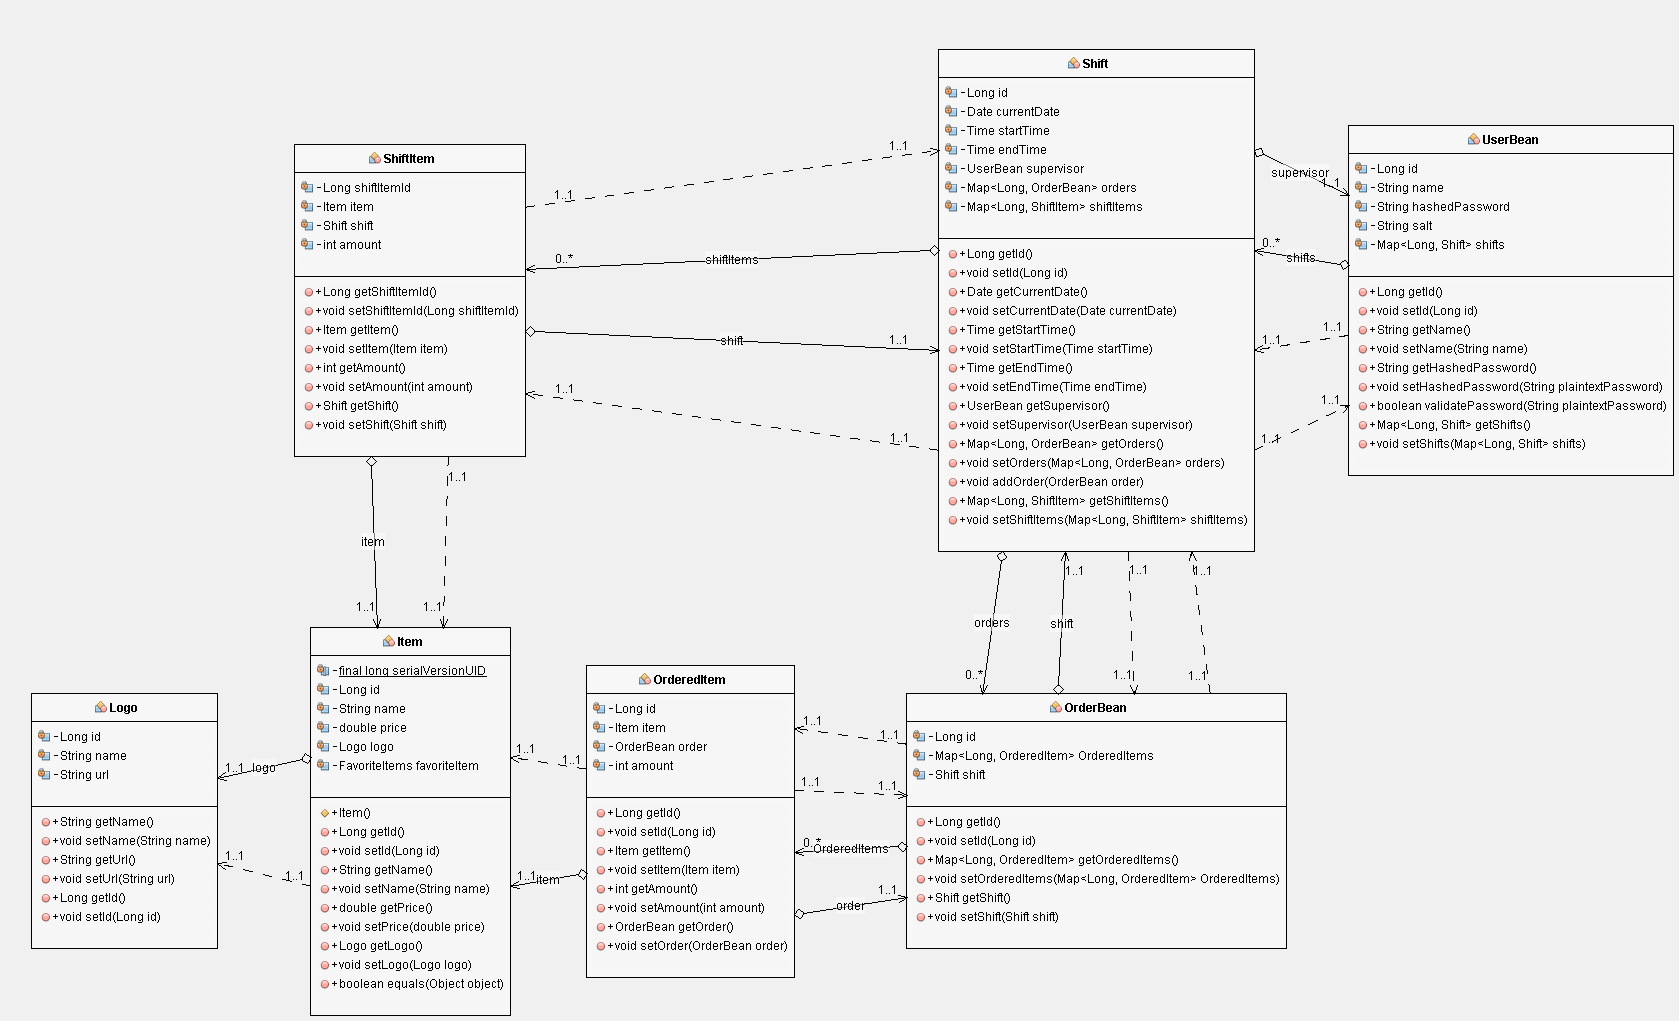 Shift
-Long id
-Date currentDate
-Time startTime
-Time endTime
-UserBean supervisor
-Map<Long, OrderBean> orders
-Map<Long, ShiftItem> shiftItems
+Long getId()
+void setId(Long id)
+Date getCurrentDate()
+void setCurrentDate(Date currentDate)
+Time getStartTime()
+void setStartTime(Time startTime)
+Time getEndTime()
+void setEndTime(Time endTime)
+UserBean getSupervisor()
+void setSupervisor(UserBean supervisor)
+Map<Long, OrderBean> getOrders()
+void setOrders(Map<Long, OrderBean> orders)
+void addOrder(OrderBean order)
+Map<Long, ShiftItem> getShiftItems()
+void setShiftItems(Map<Long, ShiftItem> shiftItems)
UserBean
-Long id
-String name
-String hashedPassword
-String salt
-Map<Long, Shift> shifts
+Long getId()
+void setId(Long id)
+String getName()
+void setName(String name)
+String getHashedPassword()
+void setHashedPassword(String plaintextPassword)
+boolean validatePassword(String plaintextPassword)
+Map<Long, Shift> getShifts()
+void setShifts(Map<Long, Shift> shifts)
ShiftItem
-Long shiftItemId
-Item item
-Shift shift
-int amount
+Long getShiftItemId()
+void setShiftItemId(Long shiftItemId)
+Item getItem()
+void setItem(Item item)
+int getAmount()
+void setAmount(int amount)
+Shift getShift()
+void setShift(Shift shift)
1..1
1..1
0..*
shiftItems
shift
1..1
1..1
1..1
supervisor
1..1
0..*
shifts
1..1
1..1
1..1
1..1
1..1
item
1..1
1..1
orders
0..*
1..1
shift
1..1
1..1
1..1
1..1
Item
-final long serialVersionUID
-Long id
-String name
-double price
-Logo logo
-FavoriteItems favoriteItem
+Item()
+Long getId()
+void setId(Long id)
+String getName()
+void setName(String name)
+double getPrice()
+void setPrice(double price)
+Logo getLogo()
+void setLogo(Logo logo)
+boolean equals(Object object)
Logo
-Long id
-String name
-String url
+String getName()
+void setName(String name)
+String getUrl()
+void setUrl(String url)
+Long getId()
+void setId(Long id)
1..1
logo
1..1
1..1
OrderedItem
-Long id
-Item item
-OrderBean order
-int amount
+Long getId()
+void setId(Long id)
+Item getItem()
+void setItem(Item item)
+int getAmount()
+void setAmount(int amount)
+OrderBean getOrder()
+void setOrder(OrderBean order)
1..1
1..1
1..1
item
1..1
1..1
1..1
1..1
0..*
OrderedItems
1..1
order
OrderBean
-Long id
-Map<Long, OrderedItem> OrderedItems
-Shift shift
+Long getId()
+void setId(Long id)
+Map<Long, OrderedItem> getOrderedItems()
+void setOrderedItems(Map<Long, OrderedItem> OrderedItems)
+Shift getShift()
+void setShift(Shift shift)